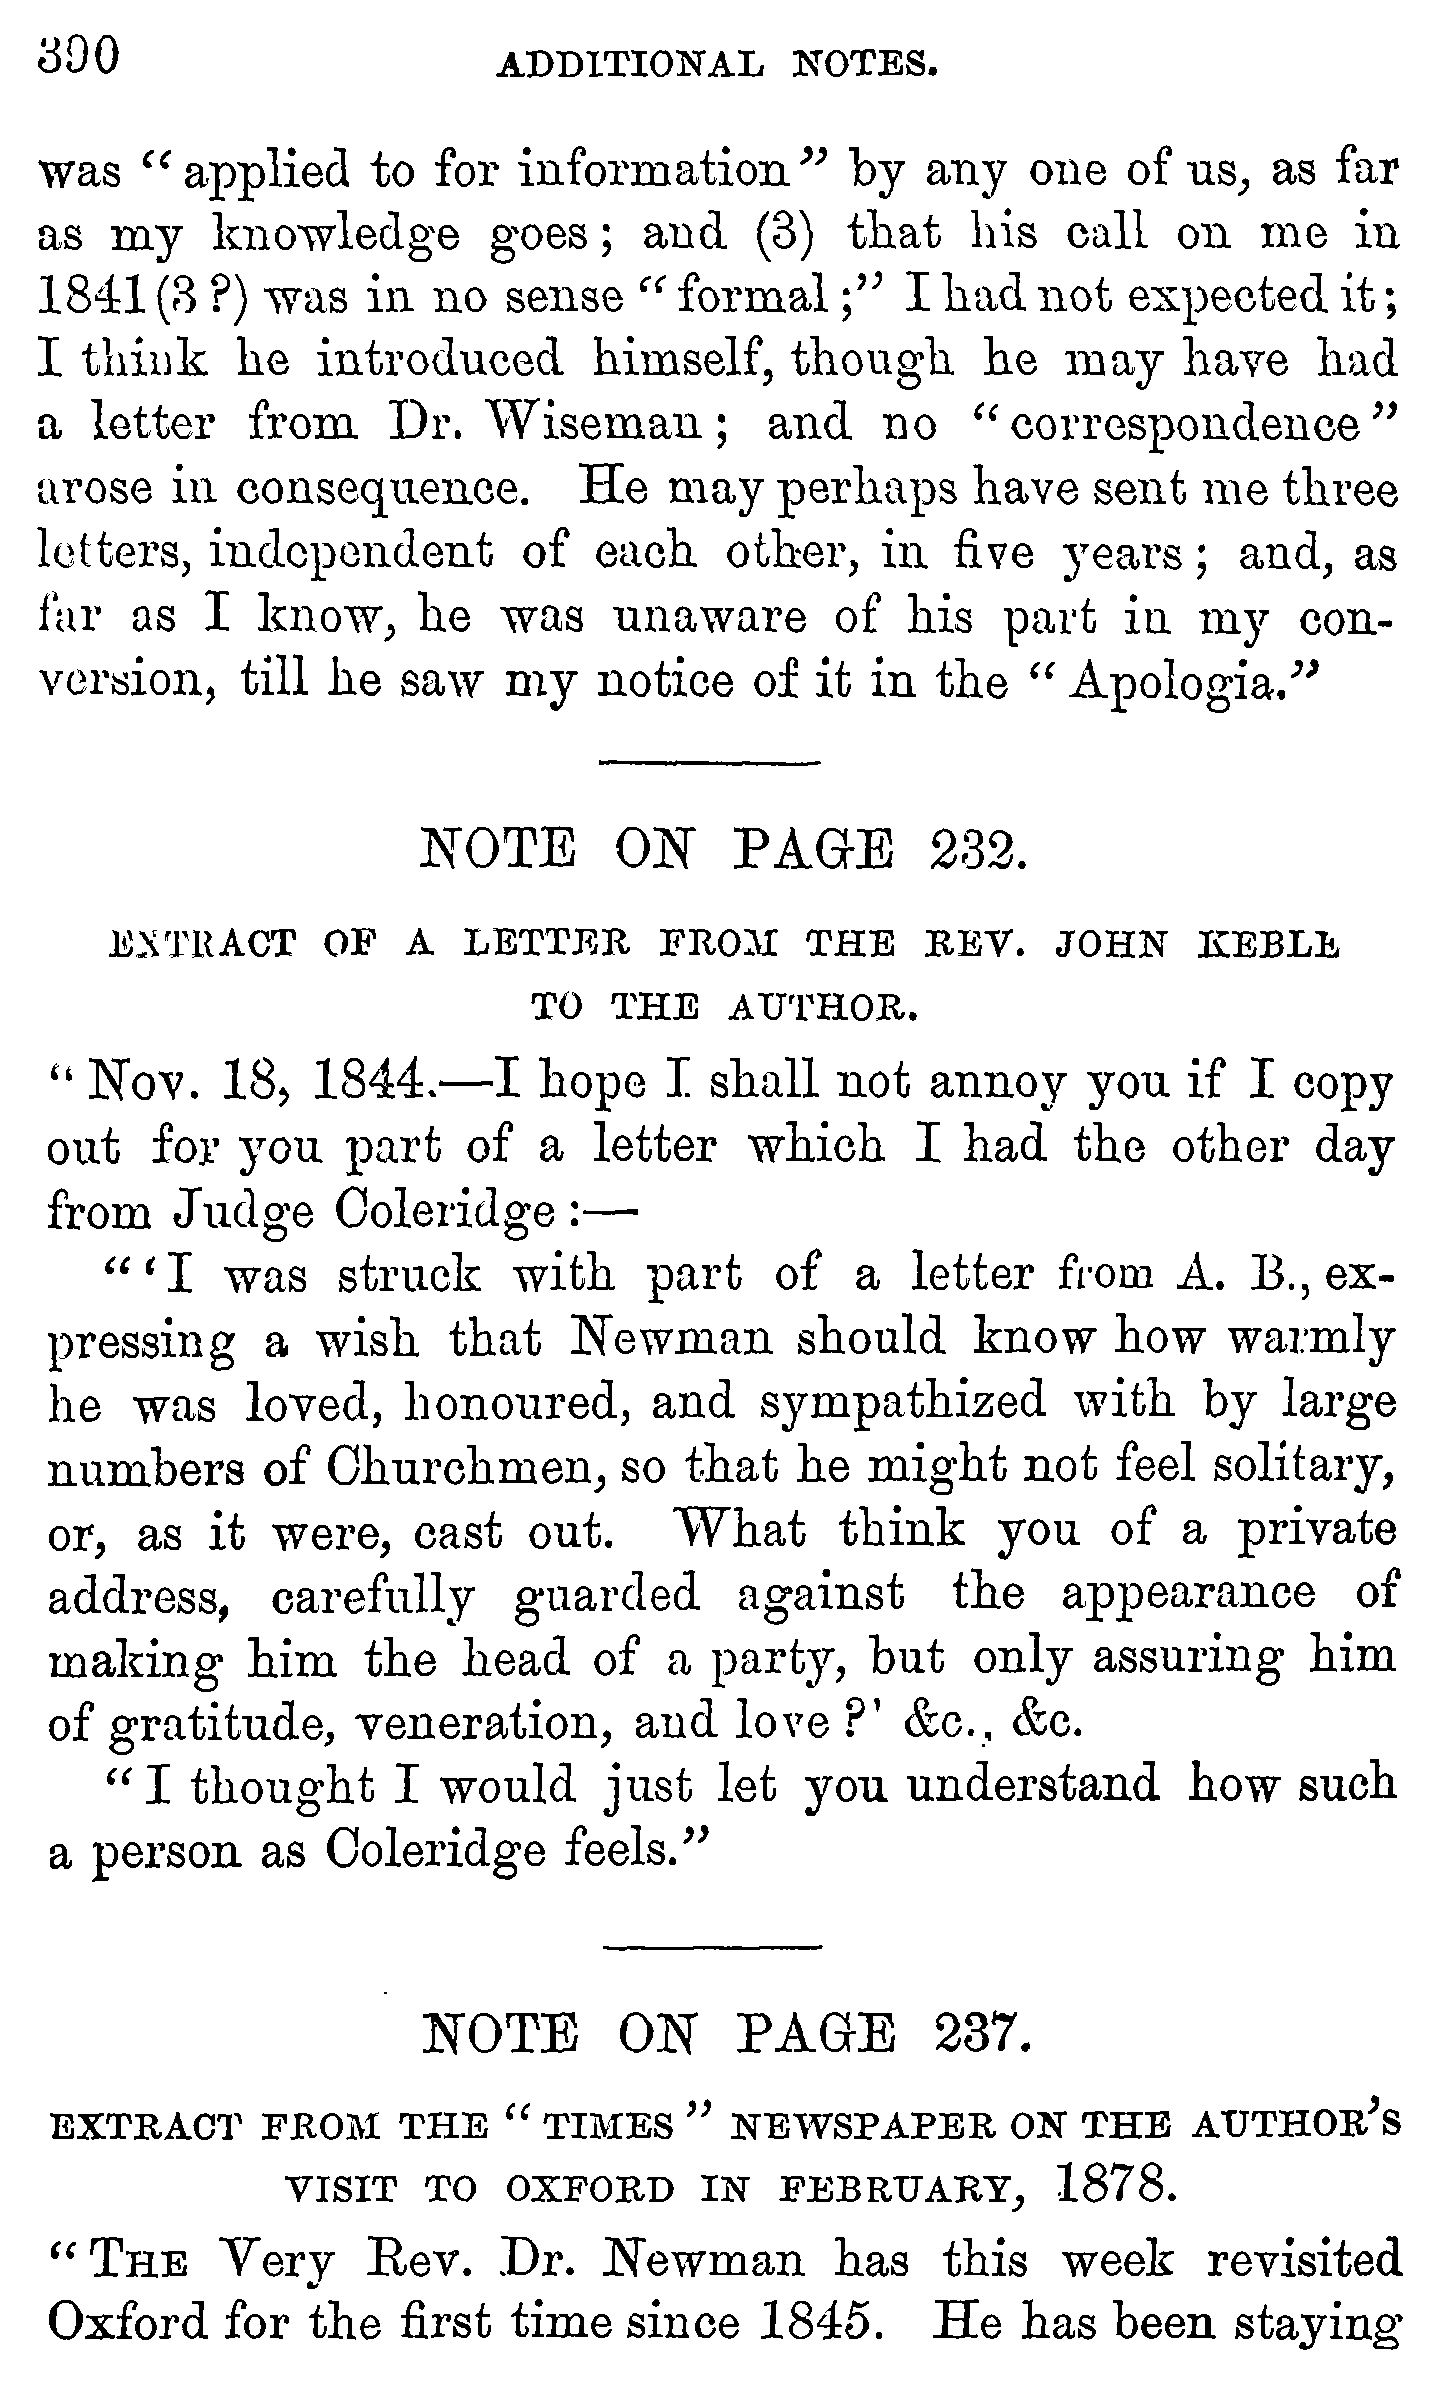 390
ADDITIONAL NOTES.
was “applied to for information” by any one of us, as far
as my knowledge goes; and (3) that his call on me in
1841(3?) was in no sense “formal;” I had not expected it;
I think he introduced himself, though he may have had
a letter from Dr. Wiseman; and no “correspondence”
arose in consequence. He may perhaps have sent me three
letters, independent of each other, in five years; and, as
far as I know, he was unaware of his part in my con-
version, till he saw my notice of it in the “Apologia.”
NOTE ON PAGE 232.
EXTRACT OF A LETTER FROM THE REV. JOHN KEBLE
TO THE AUTHOR.
“Nov. 18, 1844.—I hope I shall not annoy you if I copy
out for you part of a letter which I had the other day
from Judge Coleridge:—
“‘I was struck with part of a letter from A. B., ex-
pressing a wish that Newman should know how warmly
he was loved, honoured, and sympathized with by large
numbers of Churchmen, so that he might not feel solitary,
or, as it were, cast out. What think you of a private
address, carefully guarded against the appearance of
making him the head of a party, but only assuring him
of gratitude, veneration, and love?’ &c., &c.
“I thought I would just let you understand how such
a person as Coleridge feels.”
NOTE ON PAGE 237.
EXTRACT FROM THE “TIMES” NEWSPAPER ON THE AUTHOR’S
VISIT TO OXFORD IN FEBRUARY, 1878.
“THE Very Rev. Dr. Newman has this week revisited
Oxford for the first time since 1845. He has been staying